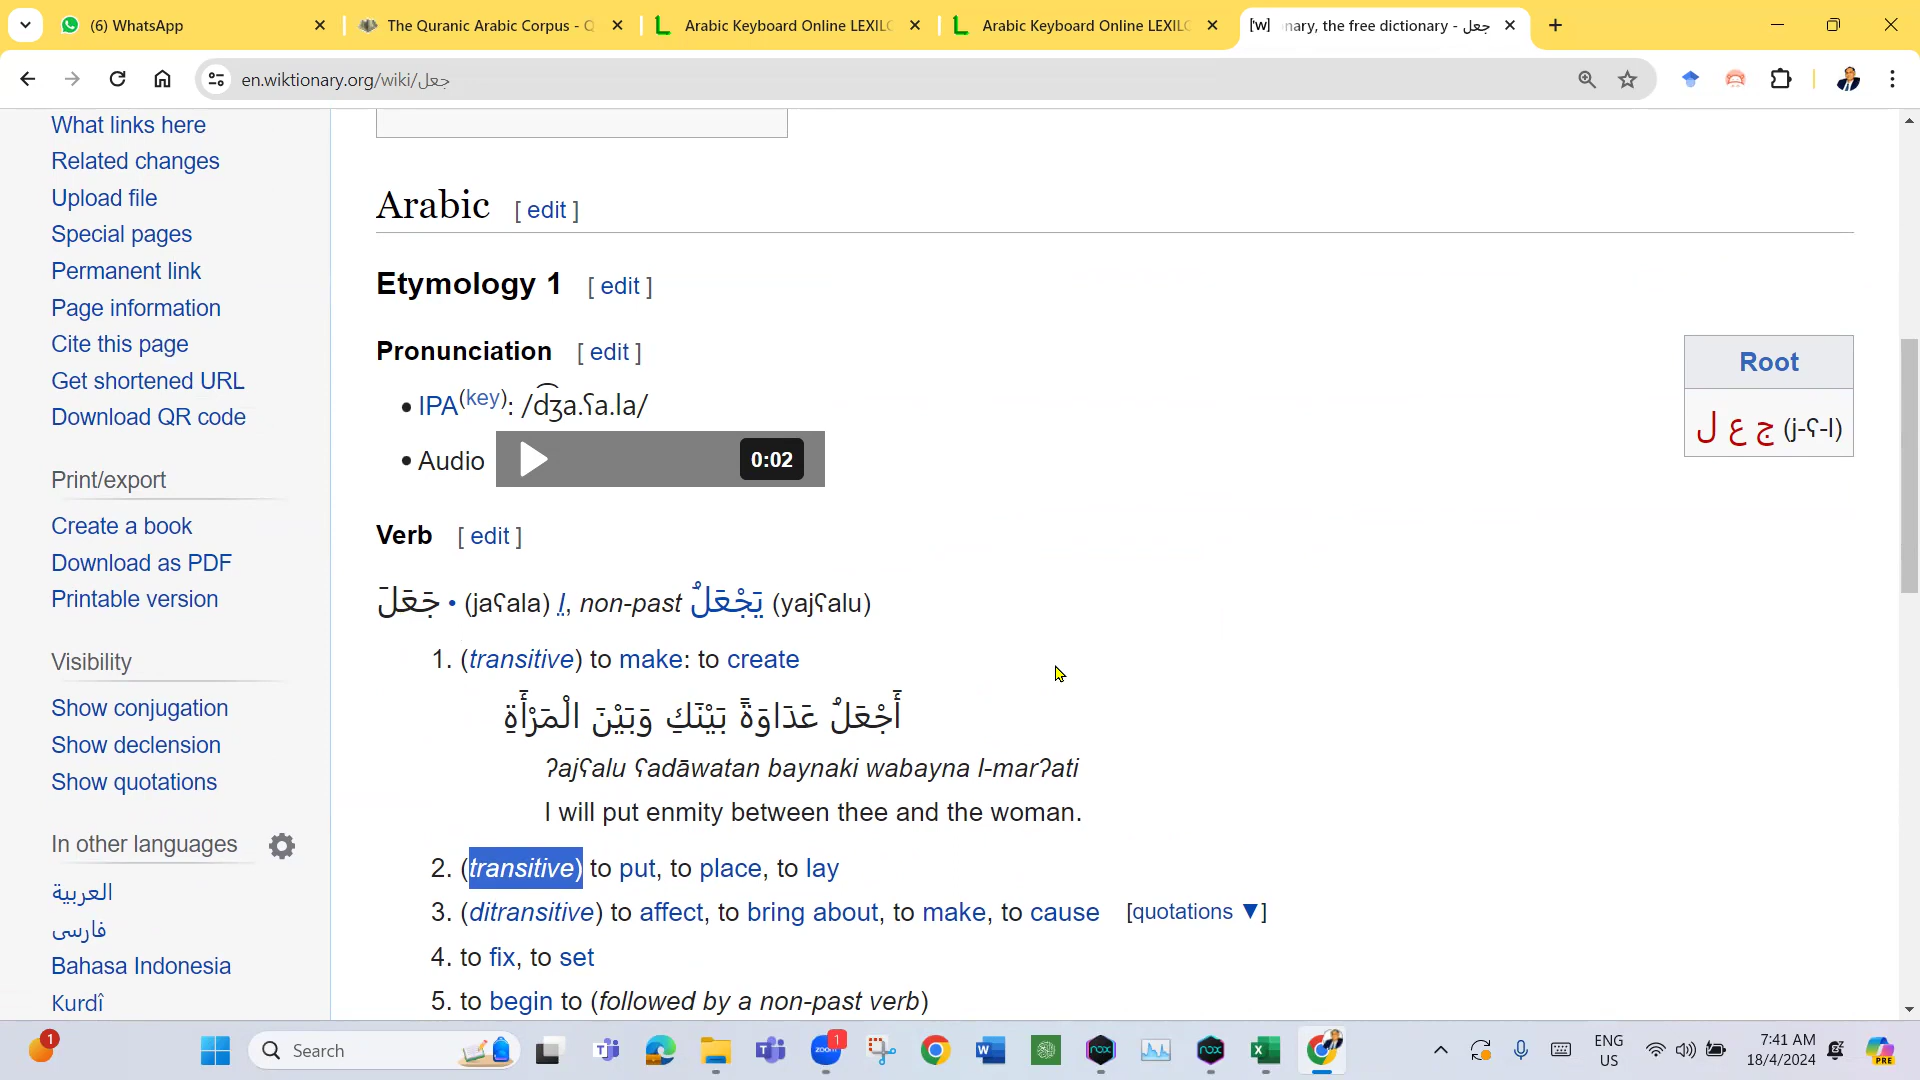 (6) WhatsApp
The Quranic Arabic Corpus - Q
Arabic Keyboard Online LEXILO
Arabic Keyboard Online LEXILO
جعل - nary, the free dictionary
en.wiktionary.org/wiki/جعل
What links here
Related changes
Upload file
Special pages
Permanent link
Page information
Cite this page
Get shortened URL
Download QR code
Print/export
Create a book
Download as PDF
Printable version
Visibility
Show conjugation
Show declension
Show quotations
In other languages
العربية
فارسی
Bahasa Indonesia
Kurdî
Arabic [ edit ]
Etymology 1 [ edit ]
Pronunciation [ edit ]
• IPA(key): /d͡ʒa.ʕa.la/
• Audio 0:02
Root
ج ع ل (j-ʕ-l)
Verb [ edit ]
جَعَلَ • (jaʕala) I, non-past يَجْعَلُ (yajʕalu)
1. (transitive) to make: to create
أَجْعَلُ عَدَاوَةً بَيْنَكِ وَبَيْنَ الْمَرْأَةِ
ʔajʕalu ʕadāwatan baynaki wabayna l-marʔati
I will put enmity between thee and the woman.
2. (transitive) to put, to place, to lay
3. (ditransitive) to affect, to bring about, to make, to cause [quotations ▼]
4. to fix, to set
5. to begin to (followed by a non-past verb)
1
Search
1
ENG
US
7:41 AM
18/4/2024
PRE